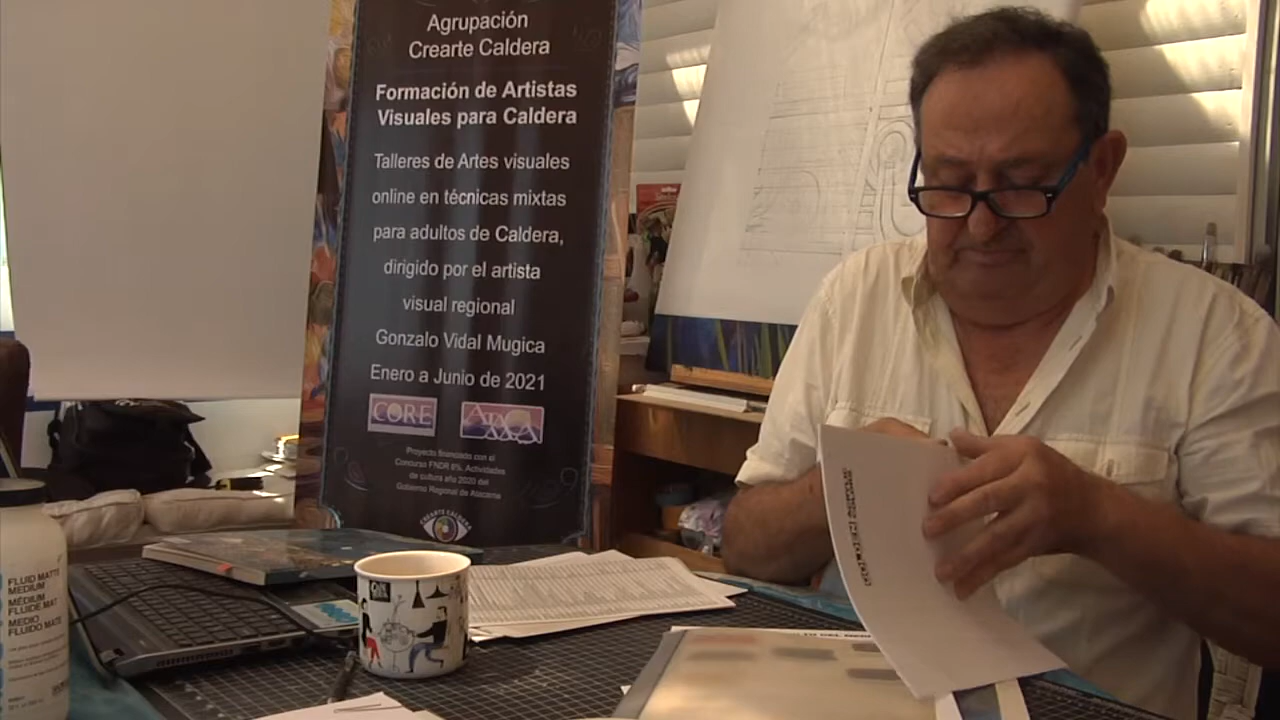 Agrupación
Crearte Caldera
Formación de Artistas
Visuales para Caldera
Talleres de Artes visuales
online en técnicas mixtas
para adultos de Caldera,
dirigido por el artista
visual regional
Gonzalo Vidal Mugica
Enero a Junio de 2021
CORE
Proyecto financiado con el
Concurso FNDR 6%. Actividades
de cultura año 2020 del
Gobierno Regional de Atacama
CREARTE CALDERA
FLUID MATTE
MEDIUM
MÉDIUM
FLUIDE MAT
MEDIO
FLUIDO MATE